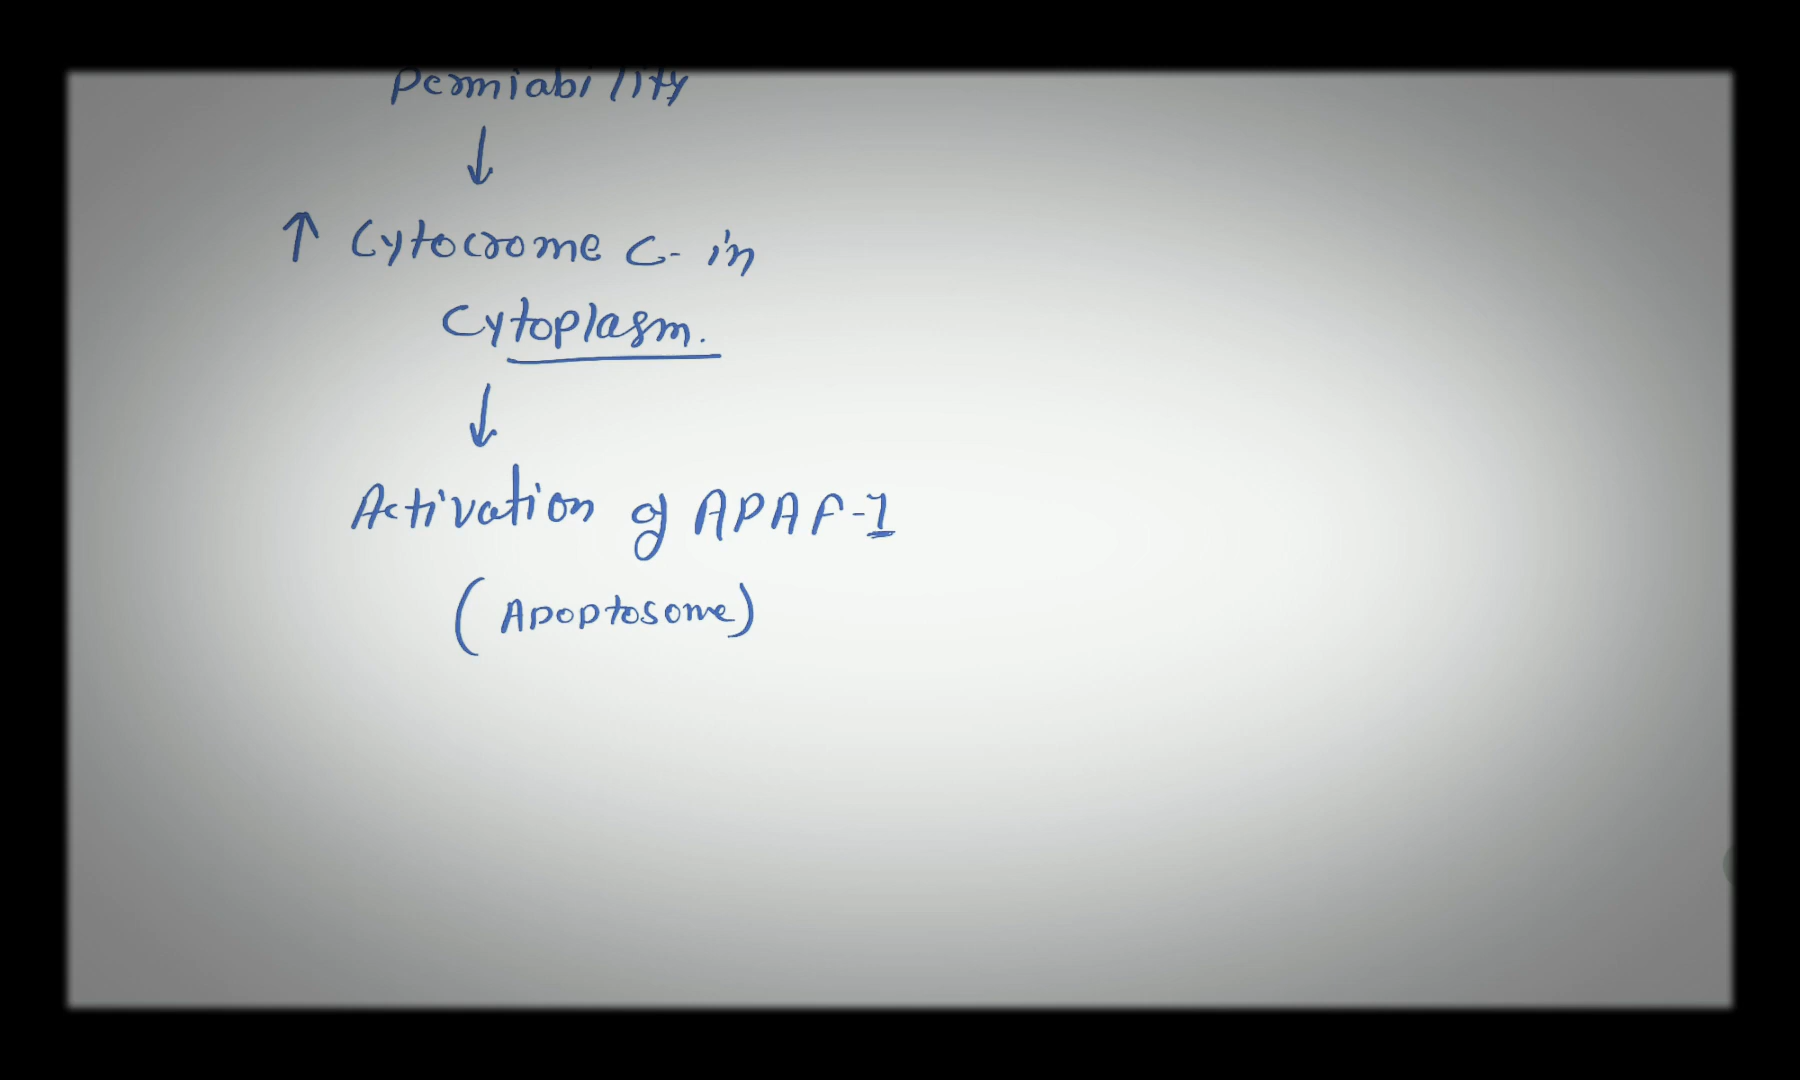 Permiability
↓
↑ Cytocrome C- in
Cytoplasm.
↓
Activation of APAF-1
(Apoptosome)